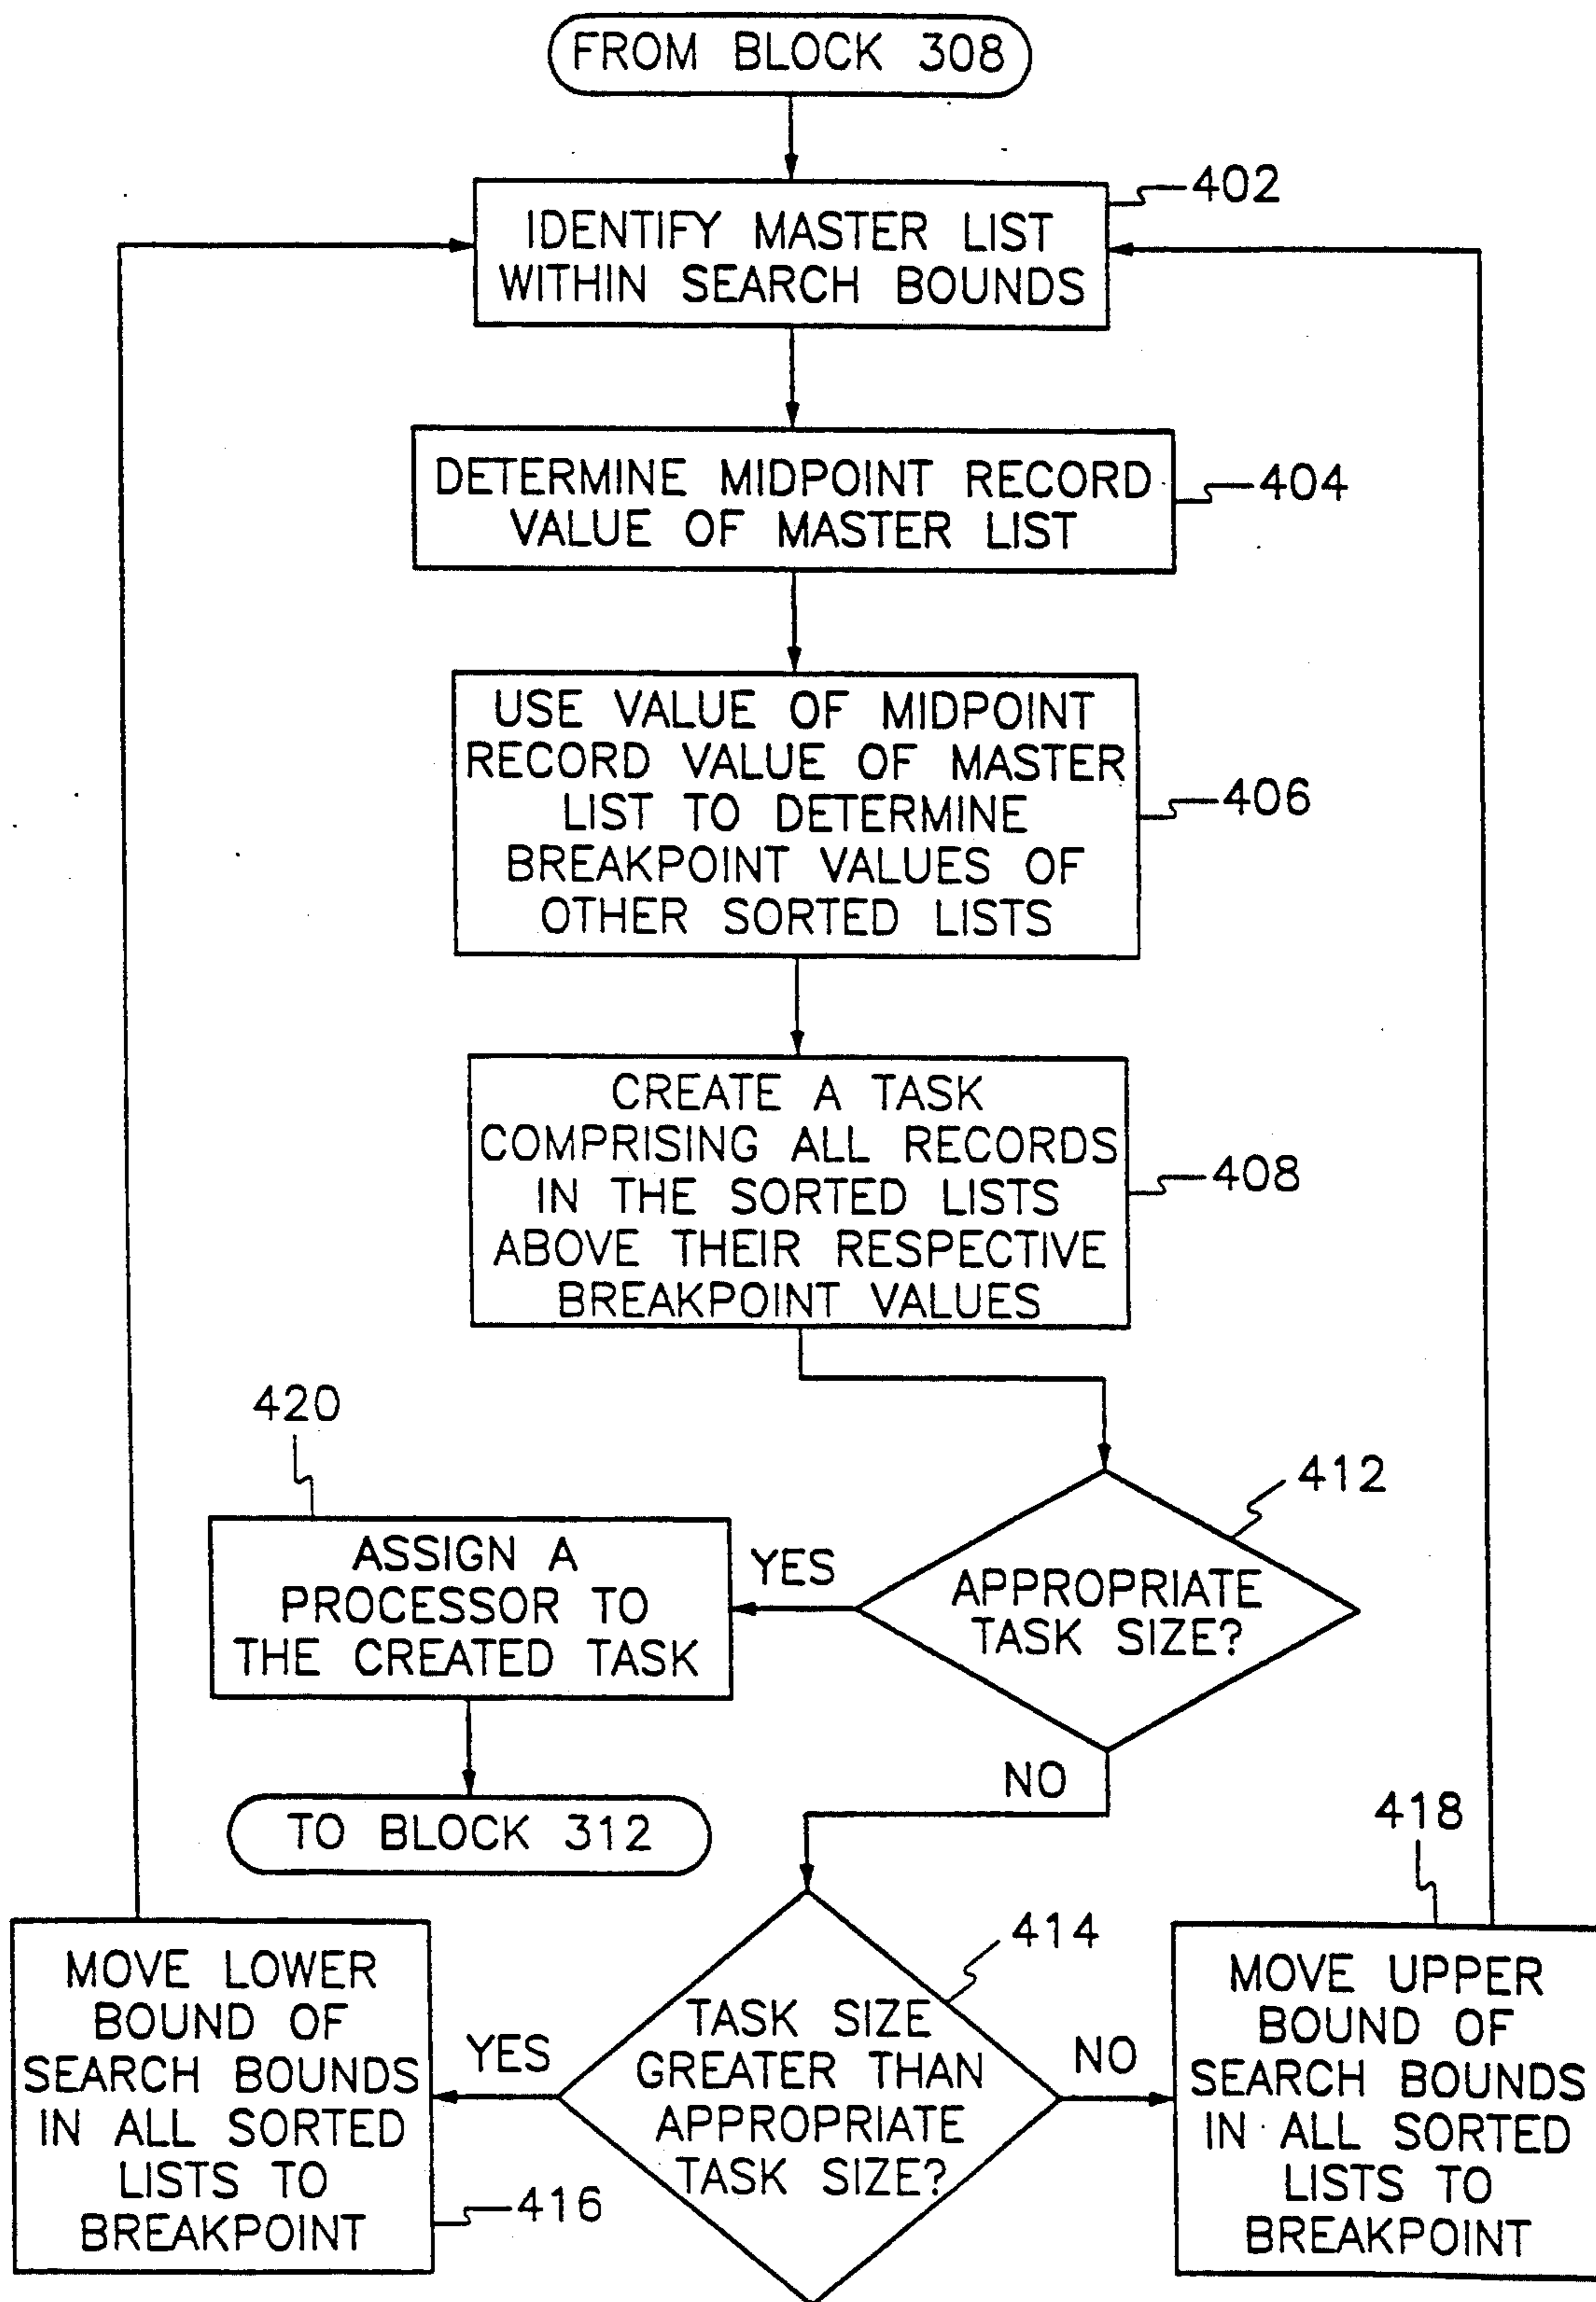 FROM BLOCK 308
402
IDENTIFY MASTER LIST
WITHIN SEARCH BOUNDS
DETERMINE MIDPOINT RECORD
VALUE OF MASTER LIST
404
USE VALUE OF MIDPOINT
RECORD VALUE OF MASTER
LIST TO DETERMINE
BREAKPOINT VALUES OF
OTHER SORTED LISTS
406
CREATE A TASK
COMPRISING ALL RECORDS
IN THE SORTED LISTS
ABOVE THEIR RESPECTIVE
BREAKPOINT VALUES
408
412
APPROPRIATE
TASK SIZE?
YES
420
ASSIGN A
PROCESSOR TO
THE CREATED TASK
TO BLOCK 312
NO
414
TASK SIZE
GREATER THAN
APPROPRIATE
TASK SIZE?
YES
MOVE LOWER
BOUND OF
SEARCH BOUNDS
IN ALL SORTED
LISTS TO
BREAKPOINT
416
NO
418
MOVE UPPER
BOUND OF
SEARCH BOUNDS
IN ALL SORTED
LISTS TO
BREAKPOINT